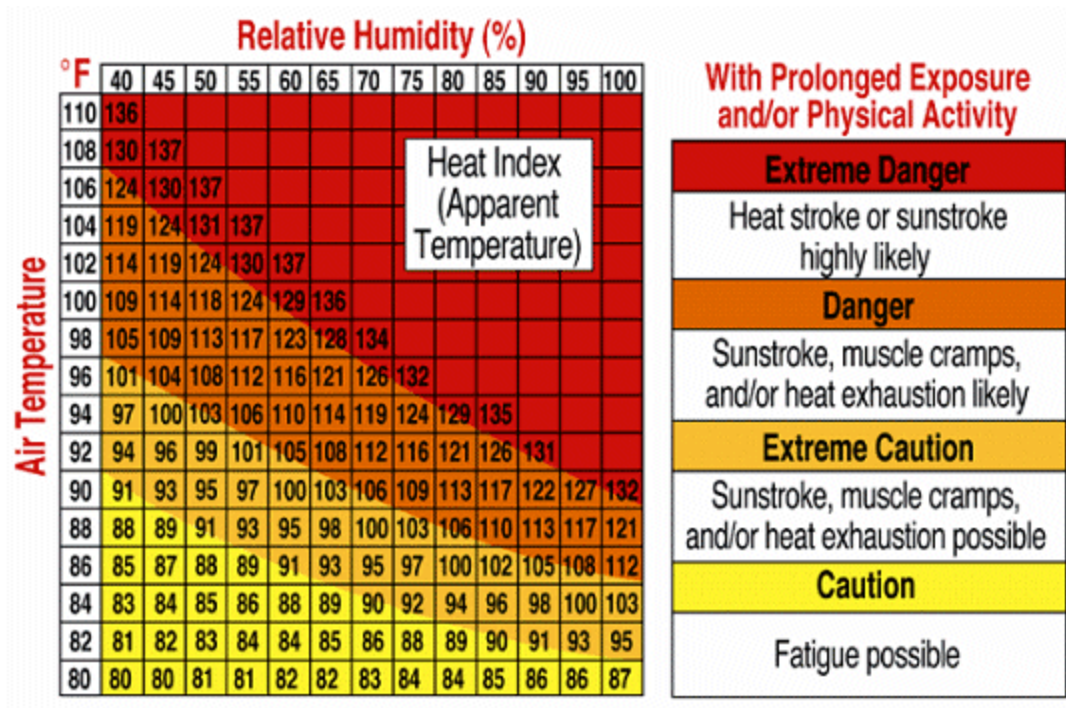 Relative Humidity (%)
°F 40 45 50 55 60 65 70 75 80 85 90 95 100
110 136
108 130 137
106 124 130 137
104 119 124 131 137
102 114 119 124 130 137
100 109 114 118 124 129 136
98 105 109 113 117 123 128 134
96 101 104 108 112 116 121 126 132
94 97 100 103 106 110 114 119 124 129 135
92 94 96 99 101 105 108 112 116 121 126 131
90 91 93 95 97 100 103 106 109 113 117 122 127 132
88 88 89 91 93 95 98 100 103 106 110 113 117 121
86 85 87 88 89 91 93 95 97 100 102 105 108 112
84 83 84 85 86 88 89 90 92 94 96 98 100 103
82 81 82 83 84 84 85 86 88 89 90 91 93 95
80 80 80 81 81 82 82 83 84 84 85 86 86 87
Air Temperature
Heat Index
(Apparent
Temperature)
With Prolonged Exposure
and/or Physical Activity
Extreme Danger
Heat stroke or sunstroke
highly likely
Danger
Sunstroke, muscle cramps,
and/or heat exhaustion likely
Extreme Caution
Sunstroke, muscle cramps,
and/or heat exhaustion possible
Caution
Fatigue possible